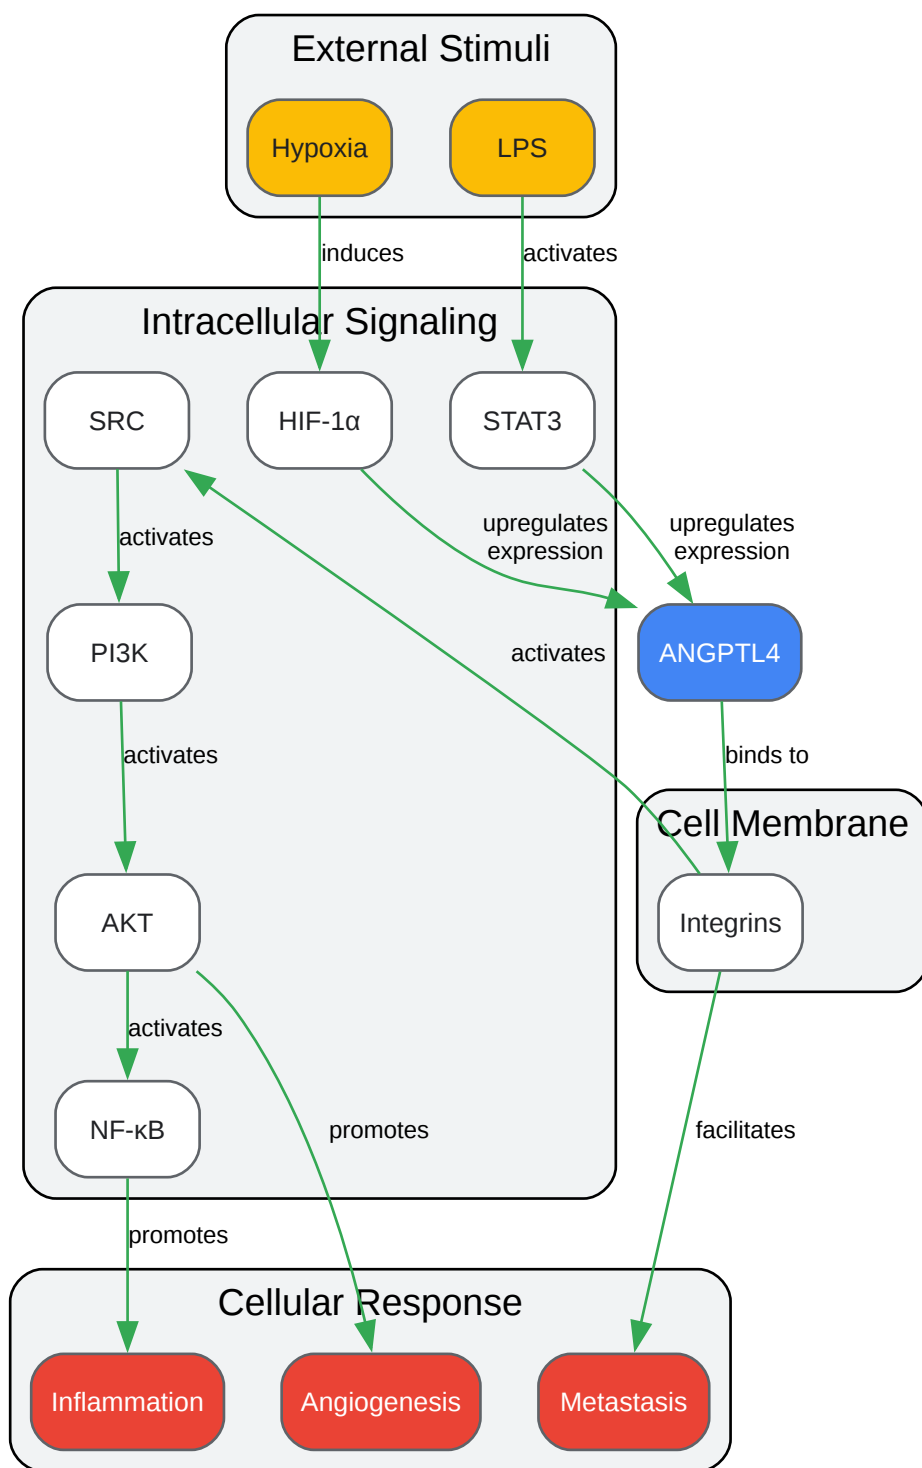 External Stimuli
Hypoxia
LPS
induces
activates
Intracellular Signaling
SRC
HIF-1α
STAT3
activates
upregulates
expression
upregulates
expression
PI3K
activates
ANGPTL4
activates
binds to
Cell Membrane
AKT
Integrins
activates
NF-κB
promotes
facilitates
promotes
Cellular Response
Inflammation
Angiogenesis
Metastasis